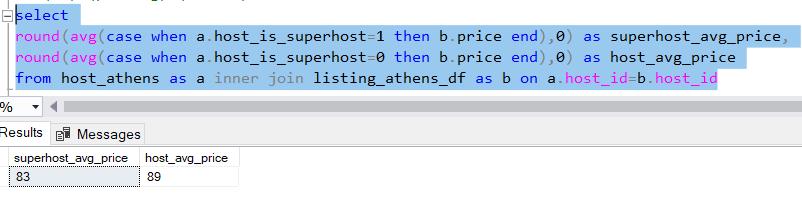 select
round(avg(case when a.host_is_superhost=1 then b.price end),0) as superhost_avg_price,
round(avg(case when a.host_is_superhost=0 then b.price end),0) as host_avg_price
from host_athens as a inner join listing_athens_df as b on a.host_id=b.host_id
%
Results Messages
superhost_avg_price host_avg_price
83 89